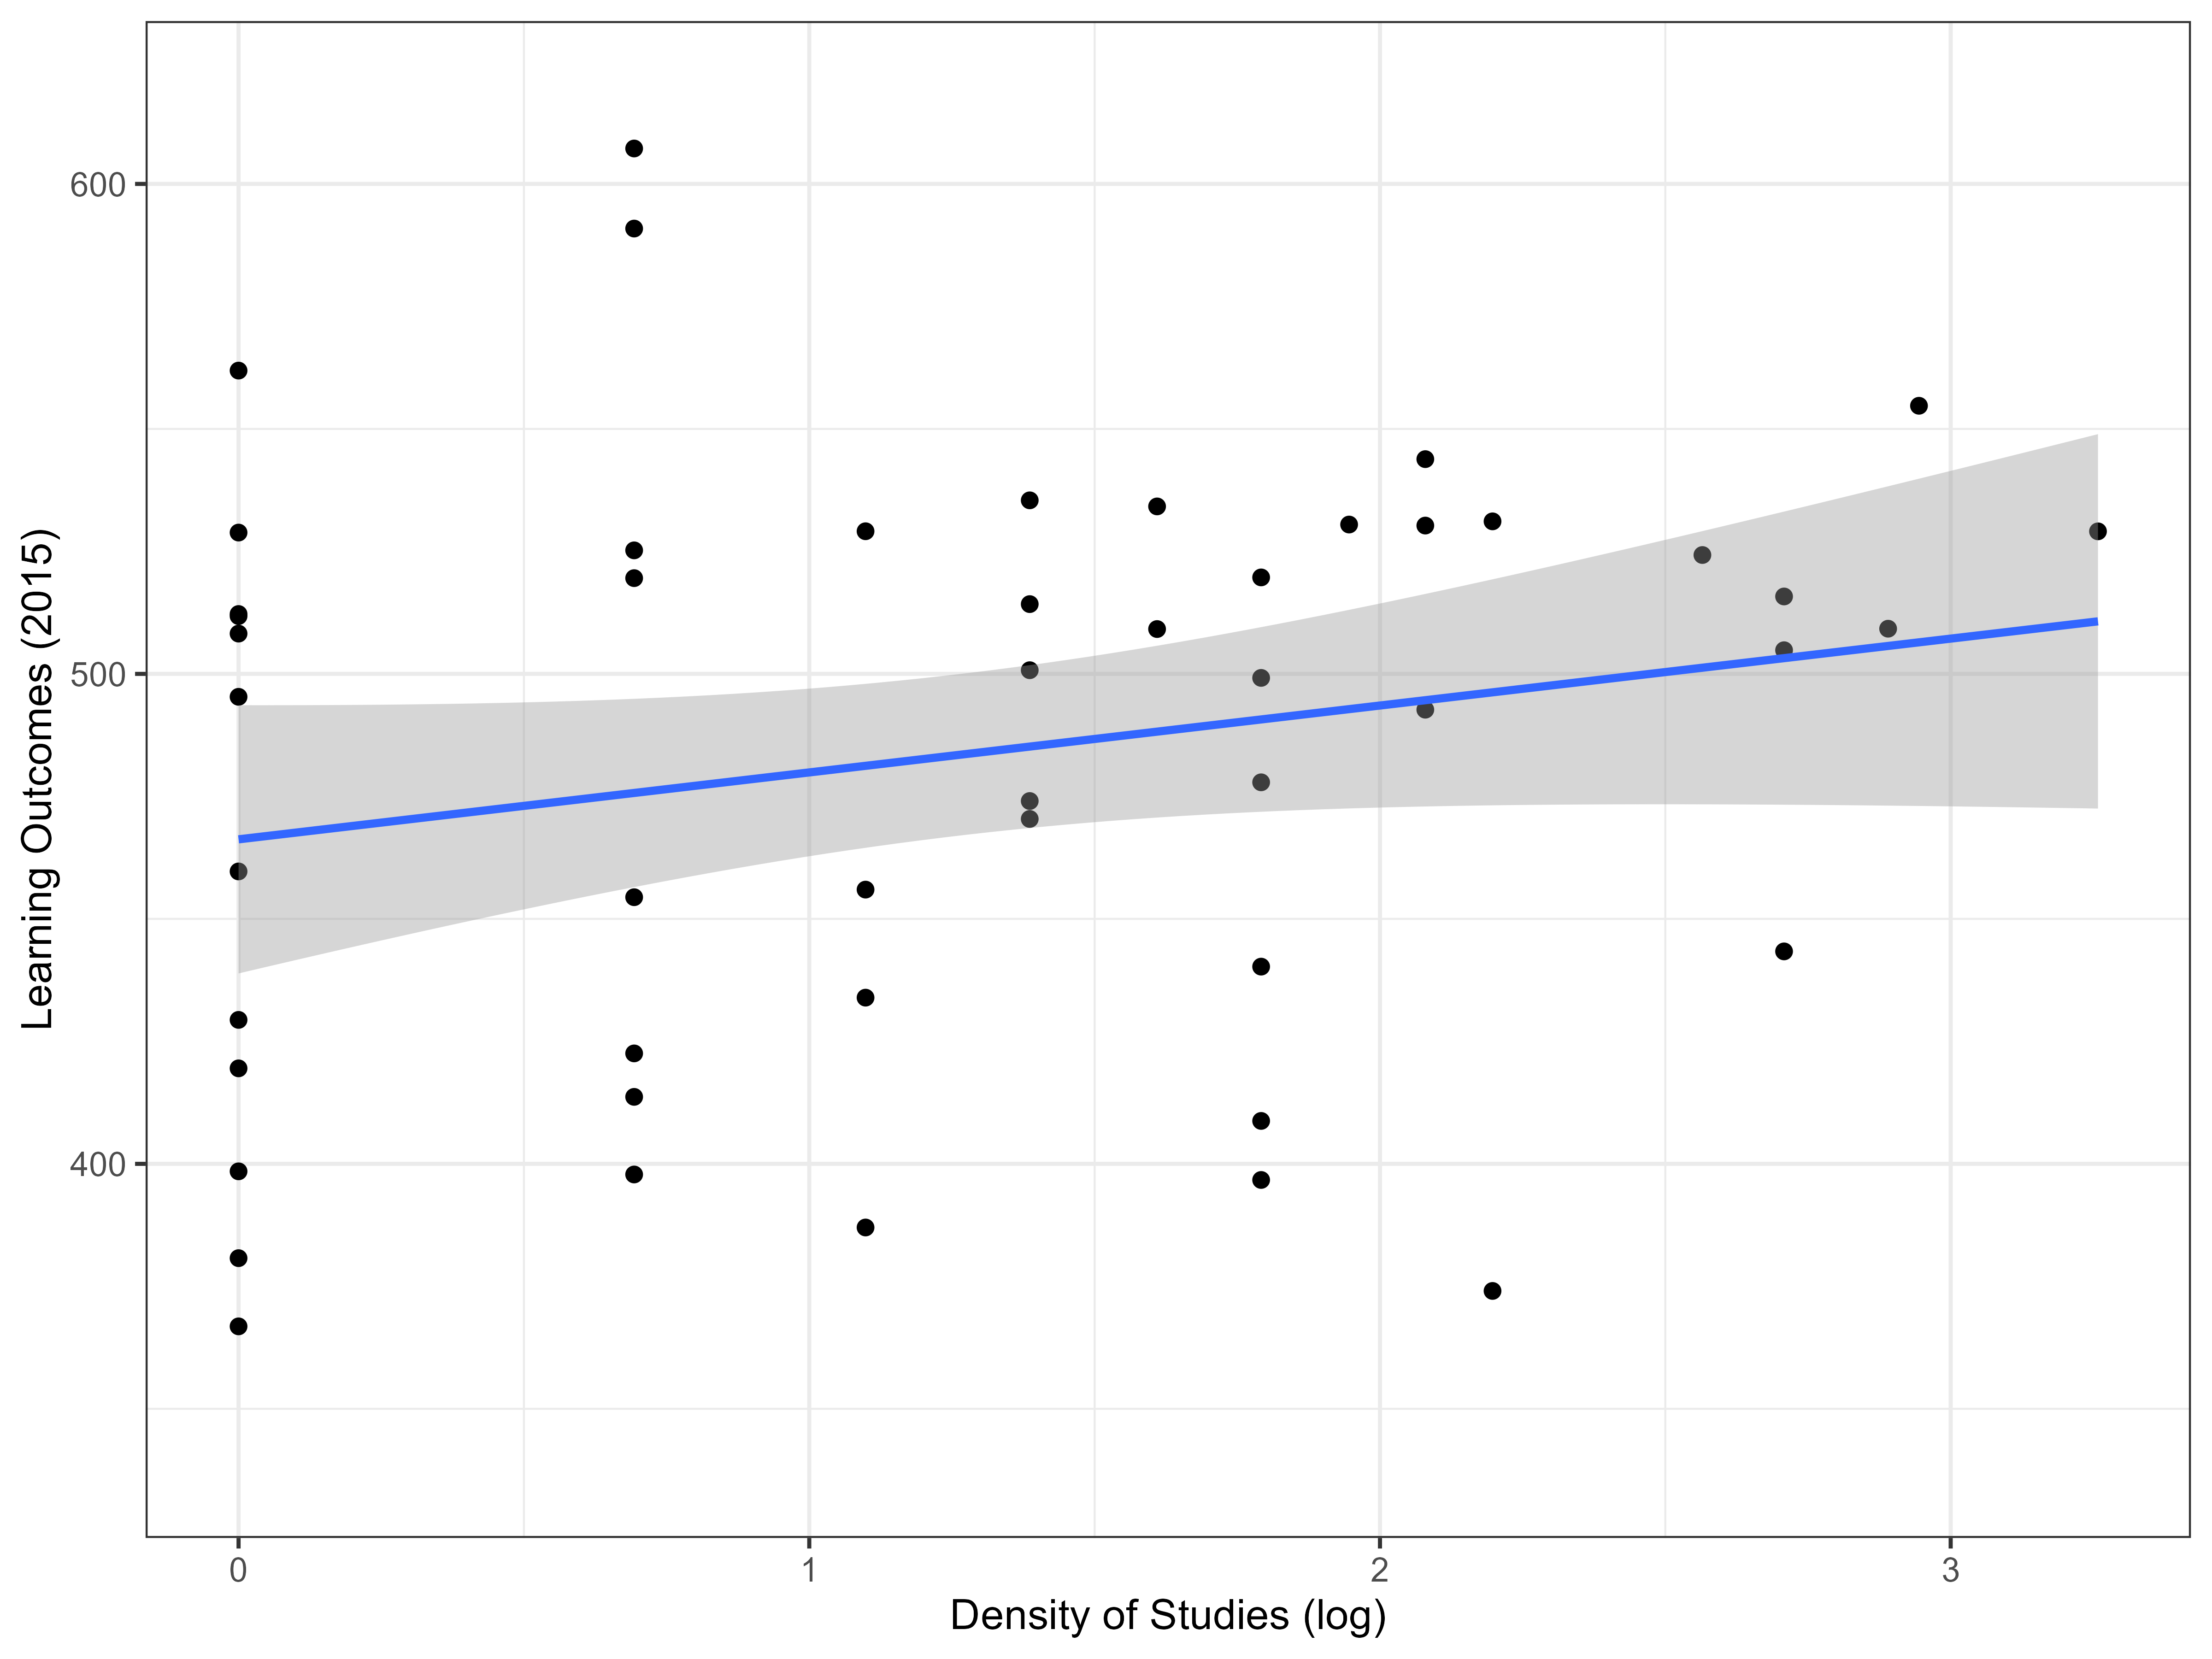 Learning Outcomes (2015)
600
500
400
0 1 2 3
Density of Studies (log)